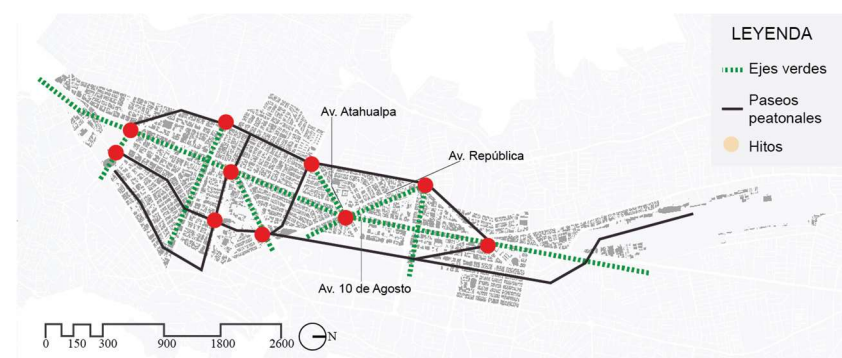 LEYENDA
Ejes verdes
Paseos
peatonales
Hitos
Av. Atahualpa
Av. República
Av. 10 de Agosto
0 150 300 900 1800 2600
N